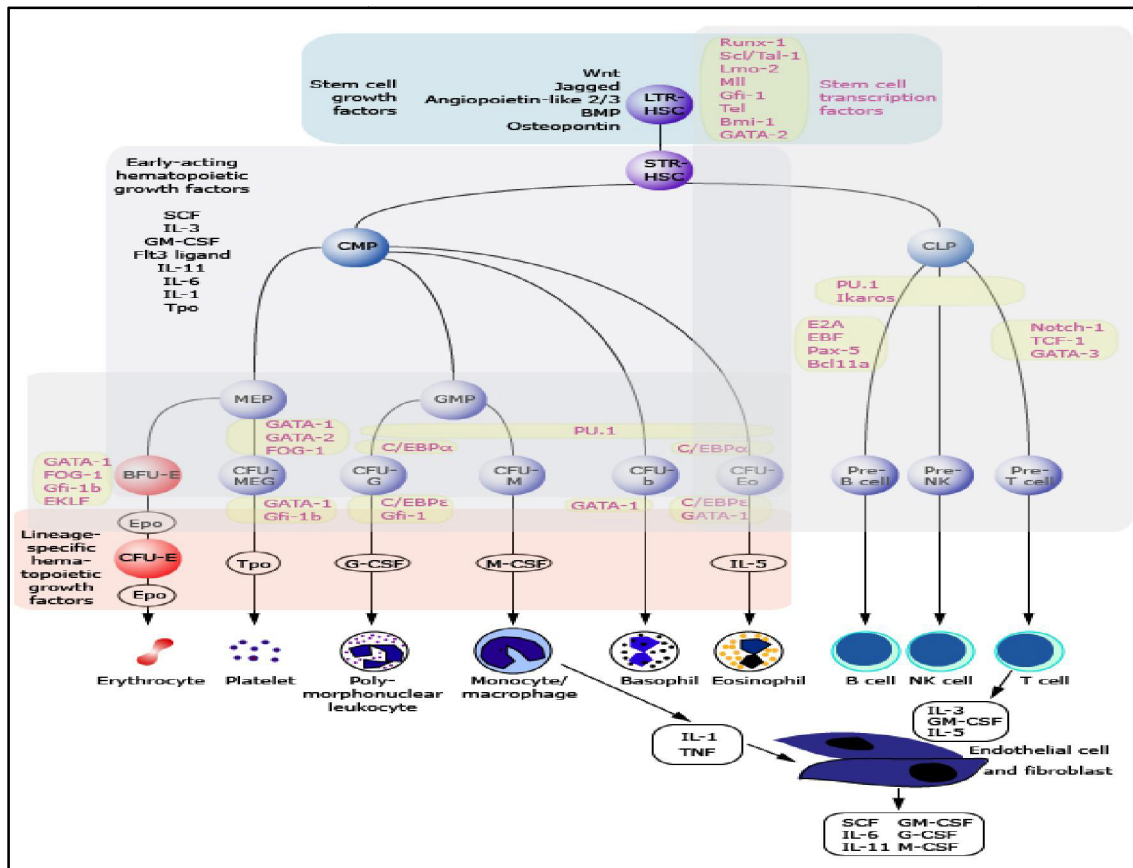 Stem cell
growth
factors
Wnt
Jagged
Angiopoietin-like 2/3
BMP
Osteopontin
LTR-
HSC
Runx-1
Scl/Tal-1
Lmo-2
Mll
Gfi-1
Tel
Bmi-1
GATA-2
Stem cell
transcription
factors
STR-
HSC
Early-acting
hematopoietic
growth factors
SCF
IL-3
GM-CSF
Flt3 ligand
IL-11
IL-6
IL-1
Tpo
CMP
CLP
PU.1
Ikaros
E2A
EBF
Pax-5
Bcl11a
Notch-1
TCF-1
GATA-3
MEP
GMP
GATA-1
GATA-2
FOG-1
PU.1
C/EBPα
C/EBPα
GATA-1
FOG-1
Gfi-1b
EKLF
BFU-E
CFU-
MEG
CFU-
G
CFU-
M
CFU-
b
CFU-
Eo
Pre-
B cell
Pre-
NK
Pre-
T cell
GATA-1
Gfi-1b
C/EBPε
Gfi-1
GATA-1
C/EBPε
GATA-1
Lineage-
specific
hema-
topoietic
growth
factors
Epo
CFU-E
Epo
Tpo
G-CSF
M-CSF
IL-5
Erythrocyte
Platelet
Poly-
morphonuclear
leukocyte
Monocyte/
macrophage
Basophil
Eosinophil
B cell
NK cell
T cell
IL-1
TNF
IL-3
GM-CSF
IL-5
Endothelial cell
and fibroblast
SCF GM-CSF
IL-6 G-CSF
IL-11 M-CSF